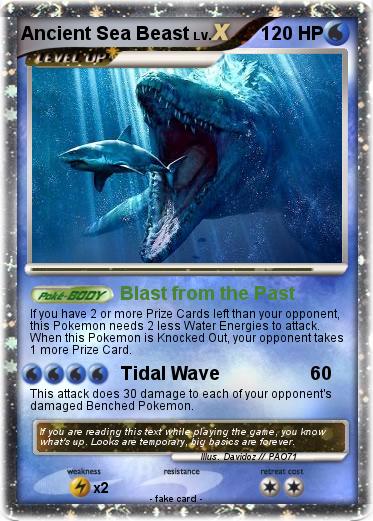 Ancient Sea Beast LV.X 120 HP
LEVEL-UP
Poké-BODY Blast from the Past
If you have 2 or more Prize Cards left than your opponent,
this Pokemon needs 2 less Water Energies to attack.
When this Pokemon is Knocked Out, your opponent takes
1 more Prize Card.
Tidal Wave 60
This attack does 30 damage to each of your opponent's
damaged Benched Pokemon.
If you are reading this text while playing the game, you know
what's up. Looks are temporary, big basics are forever.
Illus. Davidoz // PAO71
weakness resistance retreat cost
x2
- fake card -